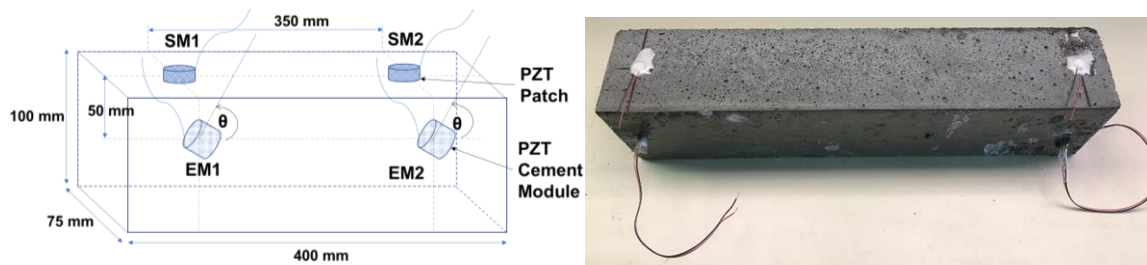 350 mm
SM1
SM2
PZT
Patch
100 mm
50 mm
θ
θ
EM1
EM2
PZT
Cement
Module
75 mm
400 mm